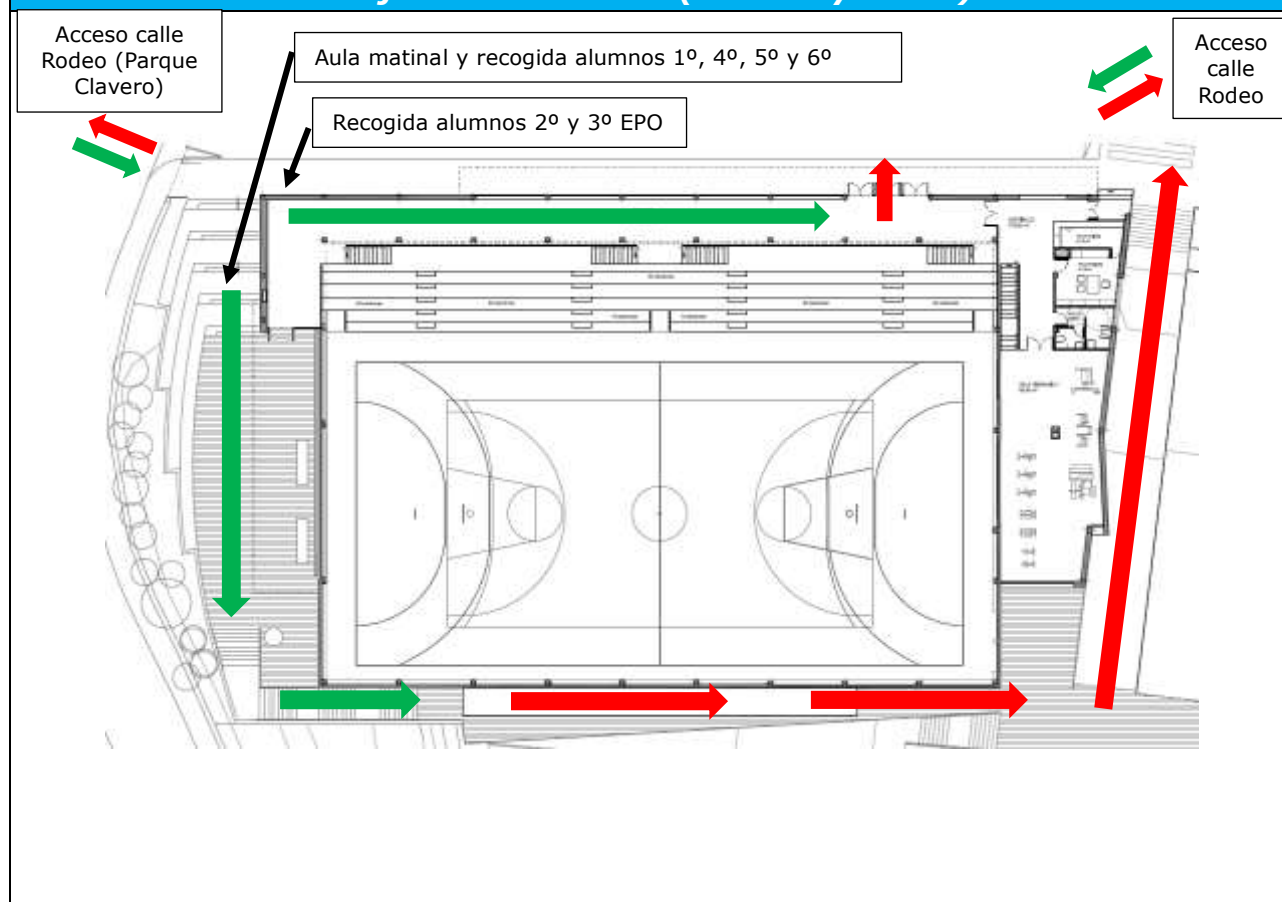 Acceso calle
Rodeo (Parque
Clavero)
Aula matinal y recogida alumnos 1º, 4º, 5º y 6º
Recogida alumnos 2º y 3º EPO
Acceso
calle
Rodeo